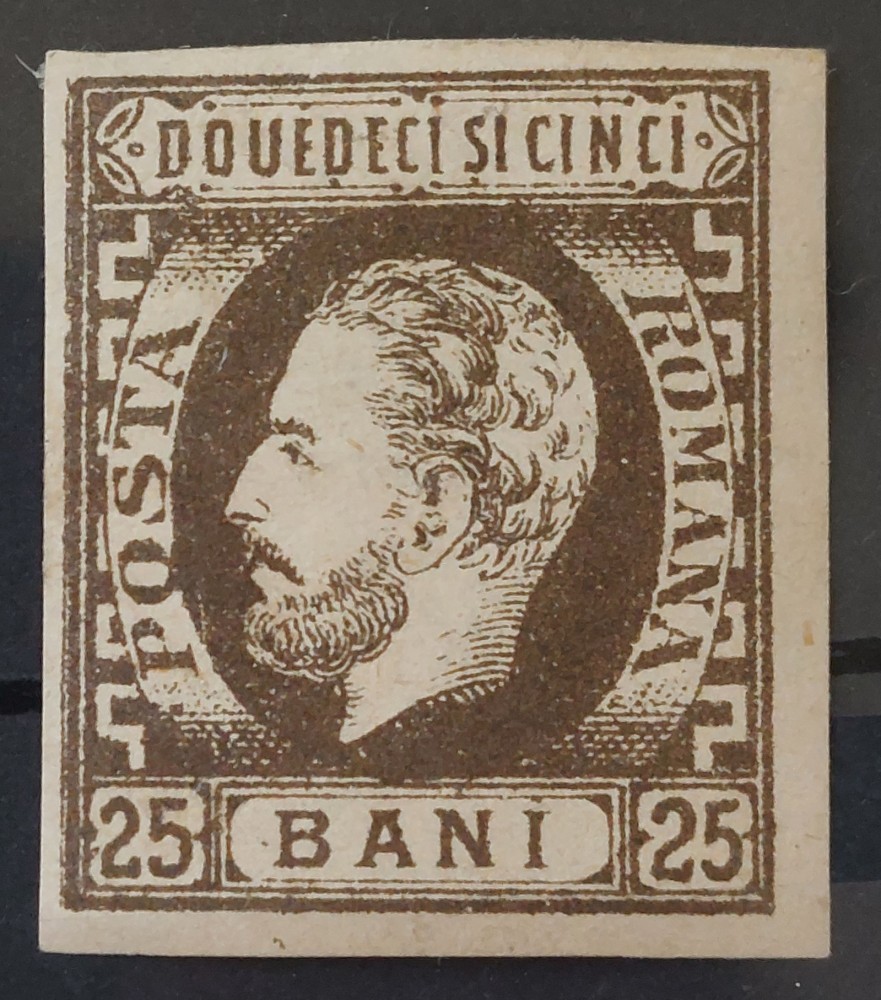 DOUEDECI SI CINCI
POSTA
ROMANA
25 BANI 25